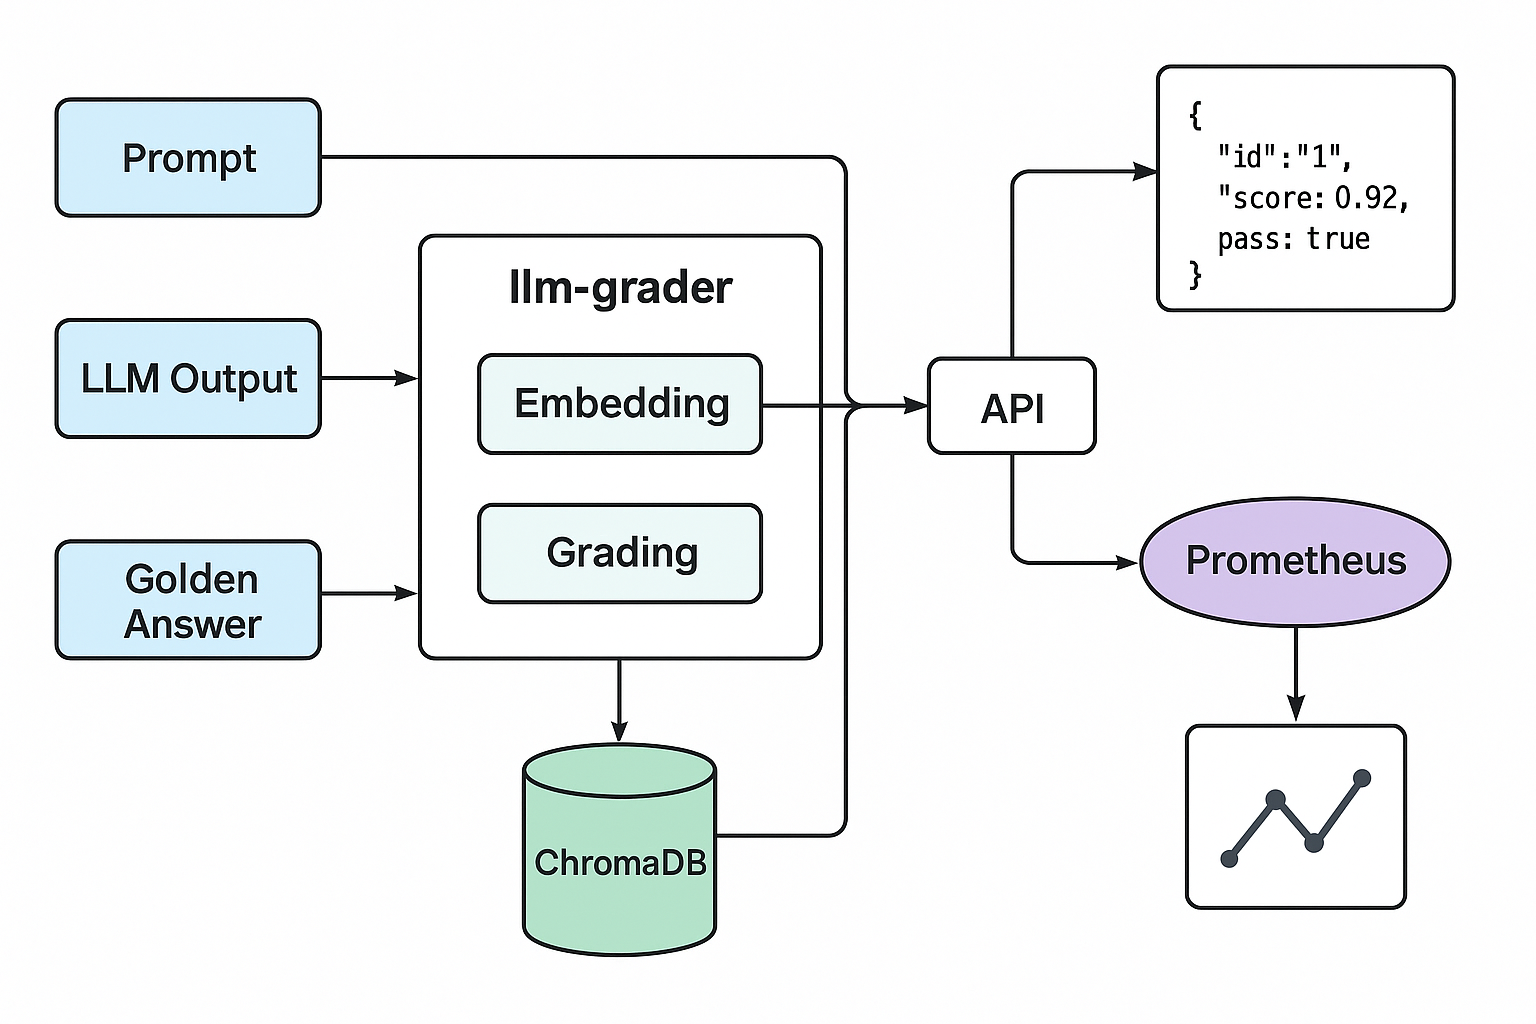 Prompt
LLM Output
Golden
Answer
llm-grader
Embedding
Grading
ChromaDB
API
{
"id":"1",
"score: 0.92,
pass: true
}
Prometheus